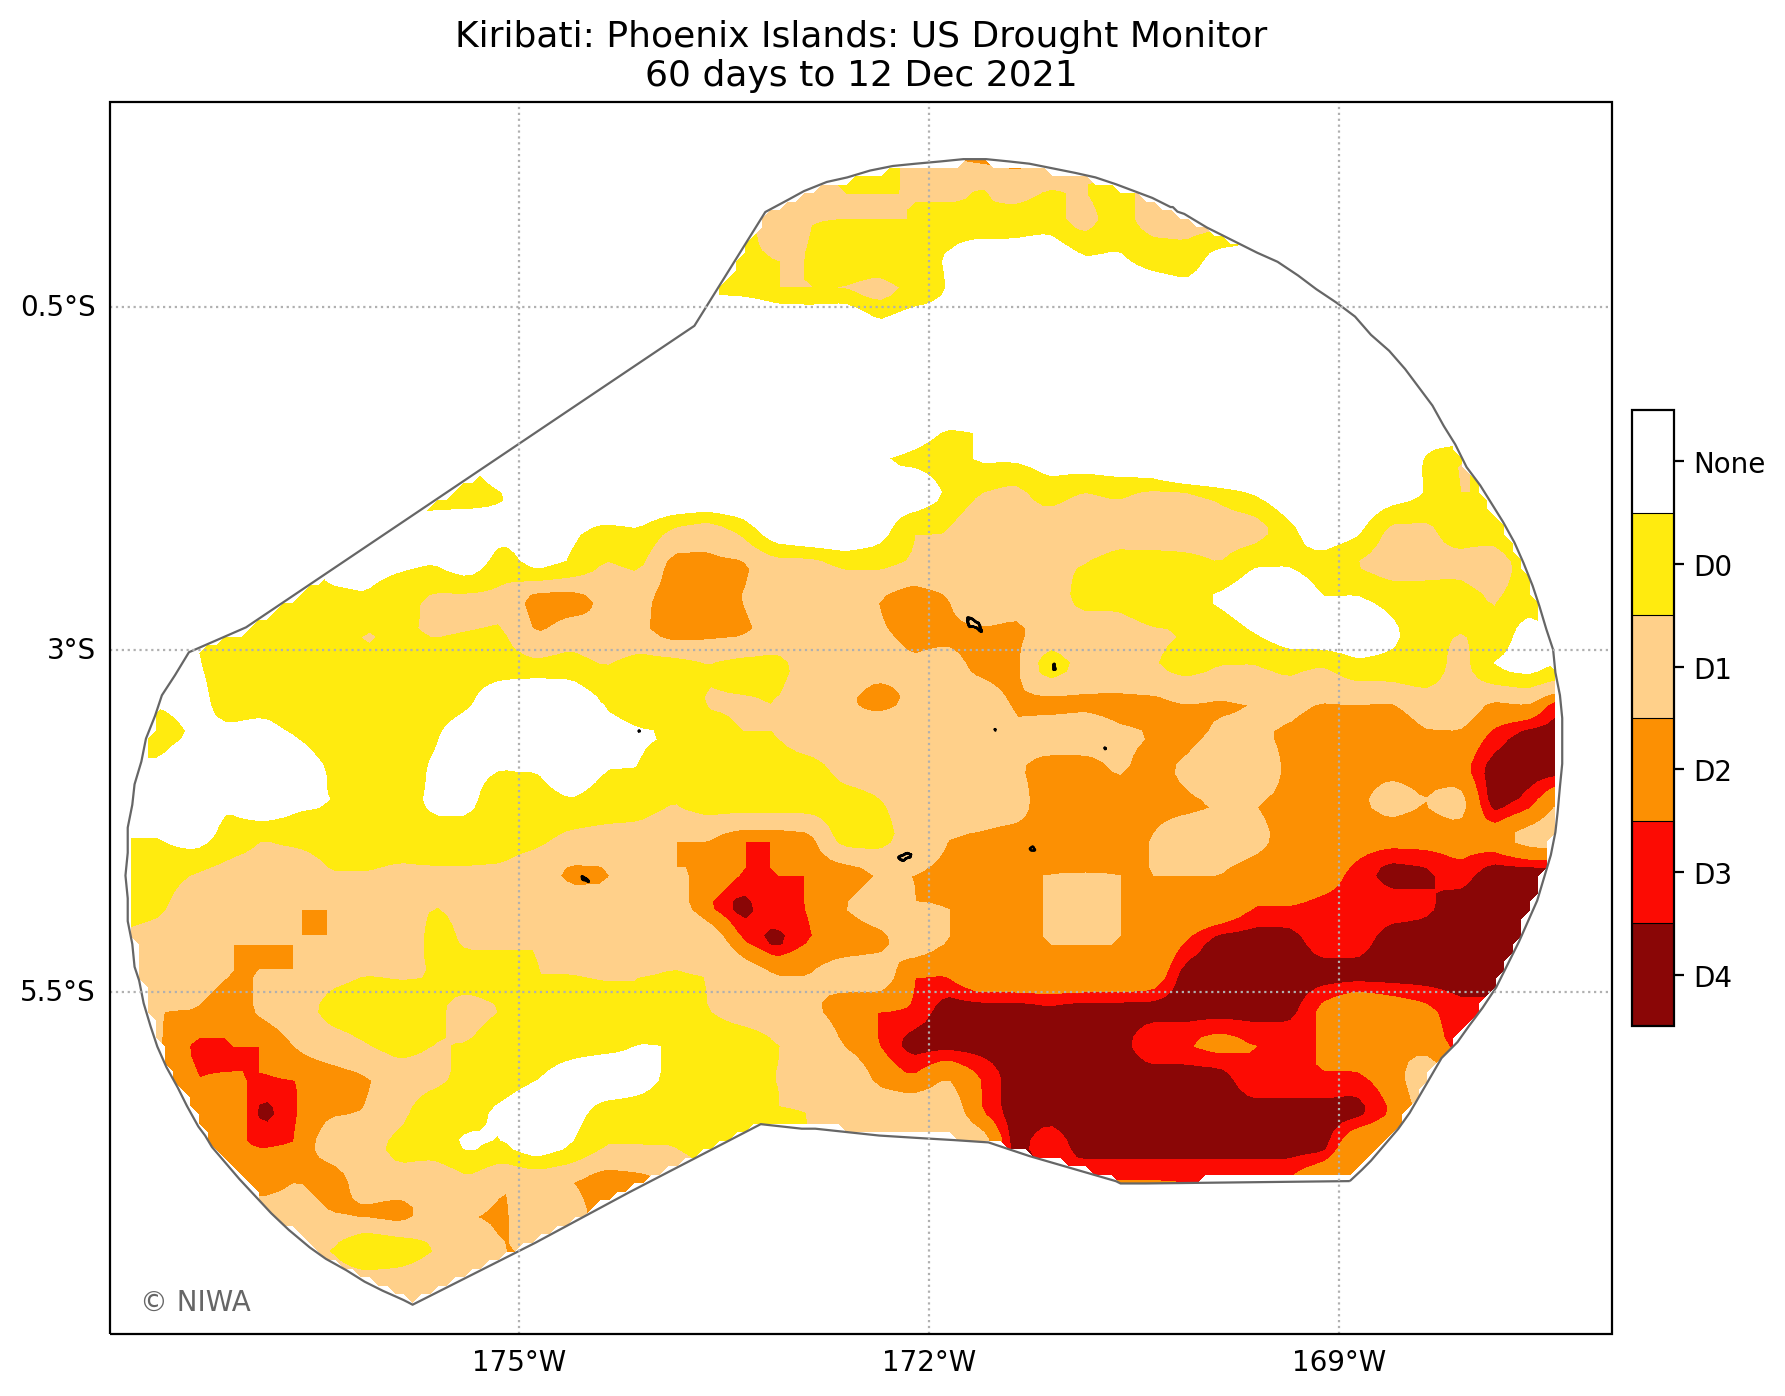 Kiribati: Phoenix Islands: US Drought Monitor
60 days to 12 Dec 2021
0.5°S
3°S
5.5°S
175°W
172°W
169°W
None
D0
D1
D2
D3
D4
© NIWA